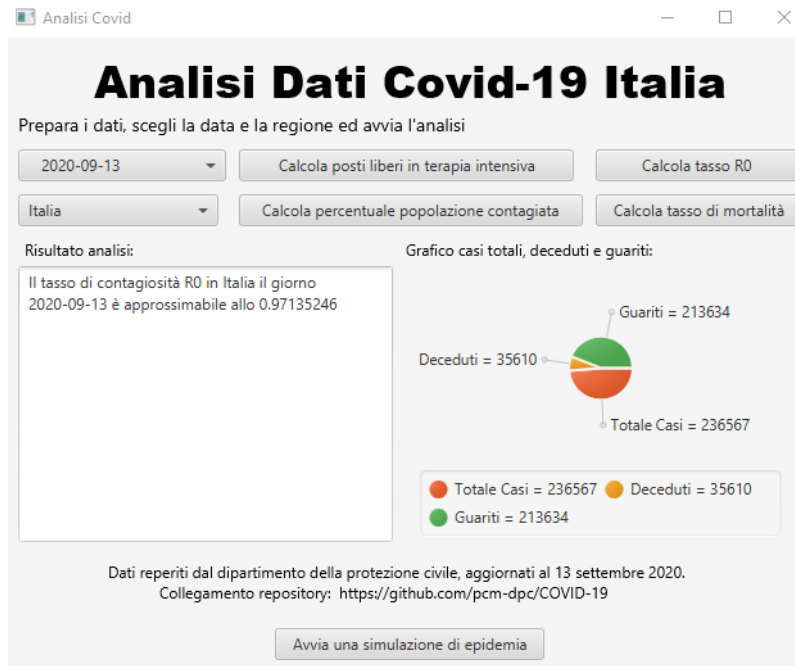 Analisi Covid
Analisi Dati Covid-19 Italia
Prepara i dati, scegli la data e la regione ed avvia l'analisi
2020-09-13
Calcola posti liberi in terapia intensiva
Calcola tasso R0
Italia
Calcola percentuale popolazione contagiata
Calcola tasso di mortalità
Risultato analisi:
Grafico casi totali, deceduti e guariti:
Il tasso di contagiosità R0 in Italia il giorno
2020-09-13 è approssimabile allo 0.97135246
Guariti = 213634
Deceduti = 35610
Totale Casi = 236567
Totale Casi = 236567
Deceduti = 35610
Guariti = 213634
Dati reperiti dal dipartimento della protezione civile, aggiornati al 13 settembre 2020.
Collegamento repository: https://github.com/pcm-dpc/COVID-19
Avvia una simulazione di epidemia